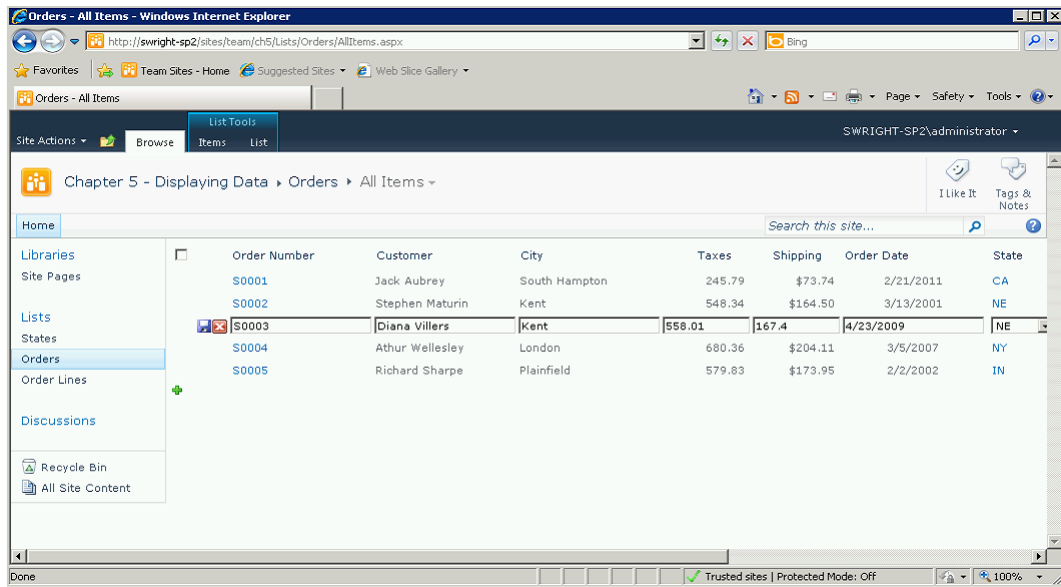 Orders - All Items - Windows Internet Explorer
http://swright-sp2/sites/team/ch5/Lists/Orders/AllItems.aspx Bing
Favorites Team Sites - Home Suggested Sites Web Slice Gallery
Orders - All Items Page Safety Tools
List Tools
Site Actions Browse Items List SWRIGHT-SP2\administrator
Chapter 5 - Displaying Data Orders All Items I Like It Tags & Notes
Home Search this site...
Libraries Order Number Customer City Taxes Shipping Order Date State
Site Pages S0001 Jack Aubrey South Hampton 245.79 $73.74 2/21/2011 CA
S0002 Stephen Maturin Kent 548.34 $164.50 3/13/2001 NE
Lists
S0003 Diana Villers Kent 558.01 167.4 4/23/2009 NE
States
S0004 Athur Wellesley London 680.36 $204.11 3/5/2007 NY
Orders
S0005 Richard Sharpe Plainfield 579.83 $173.95 2/2/2002 IN
Order Lines
Discussions
Recycle Bin
All Site Content
Done Trusted sites | Protected Mode: Off 100%